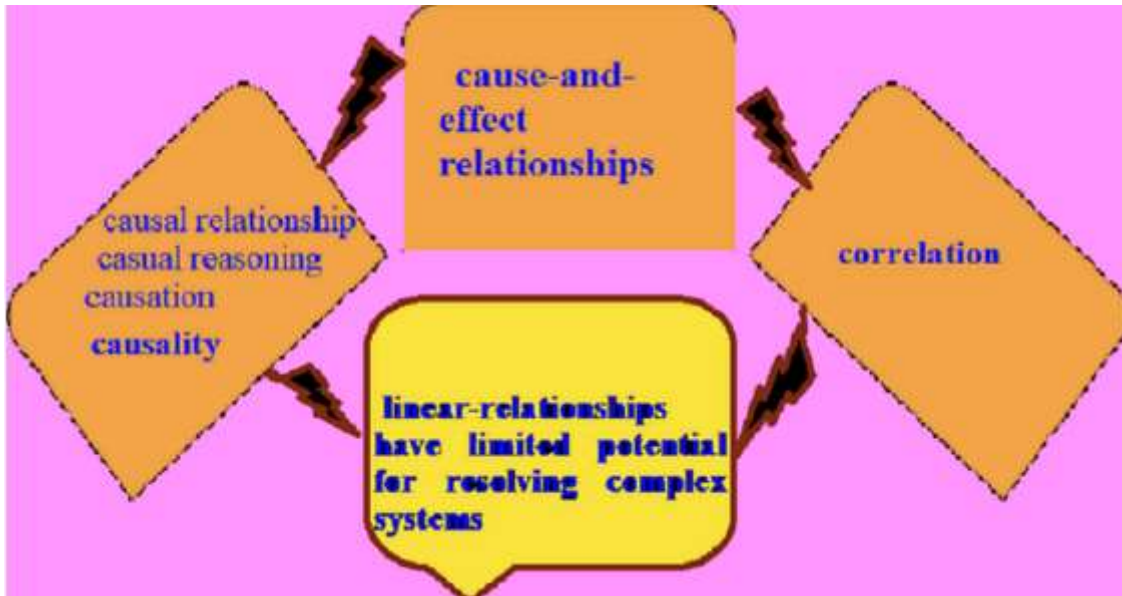 cause-and-
effect
relationships
causal relationship
casual reasoning
causation
causality
correlation
linear-relationships
have limited potential
for resolving complex
systems